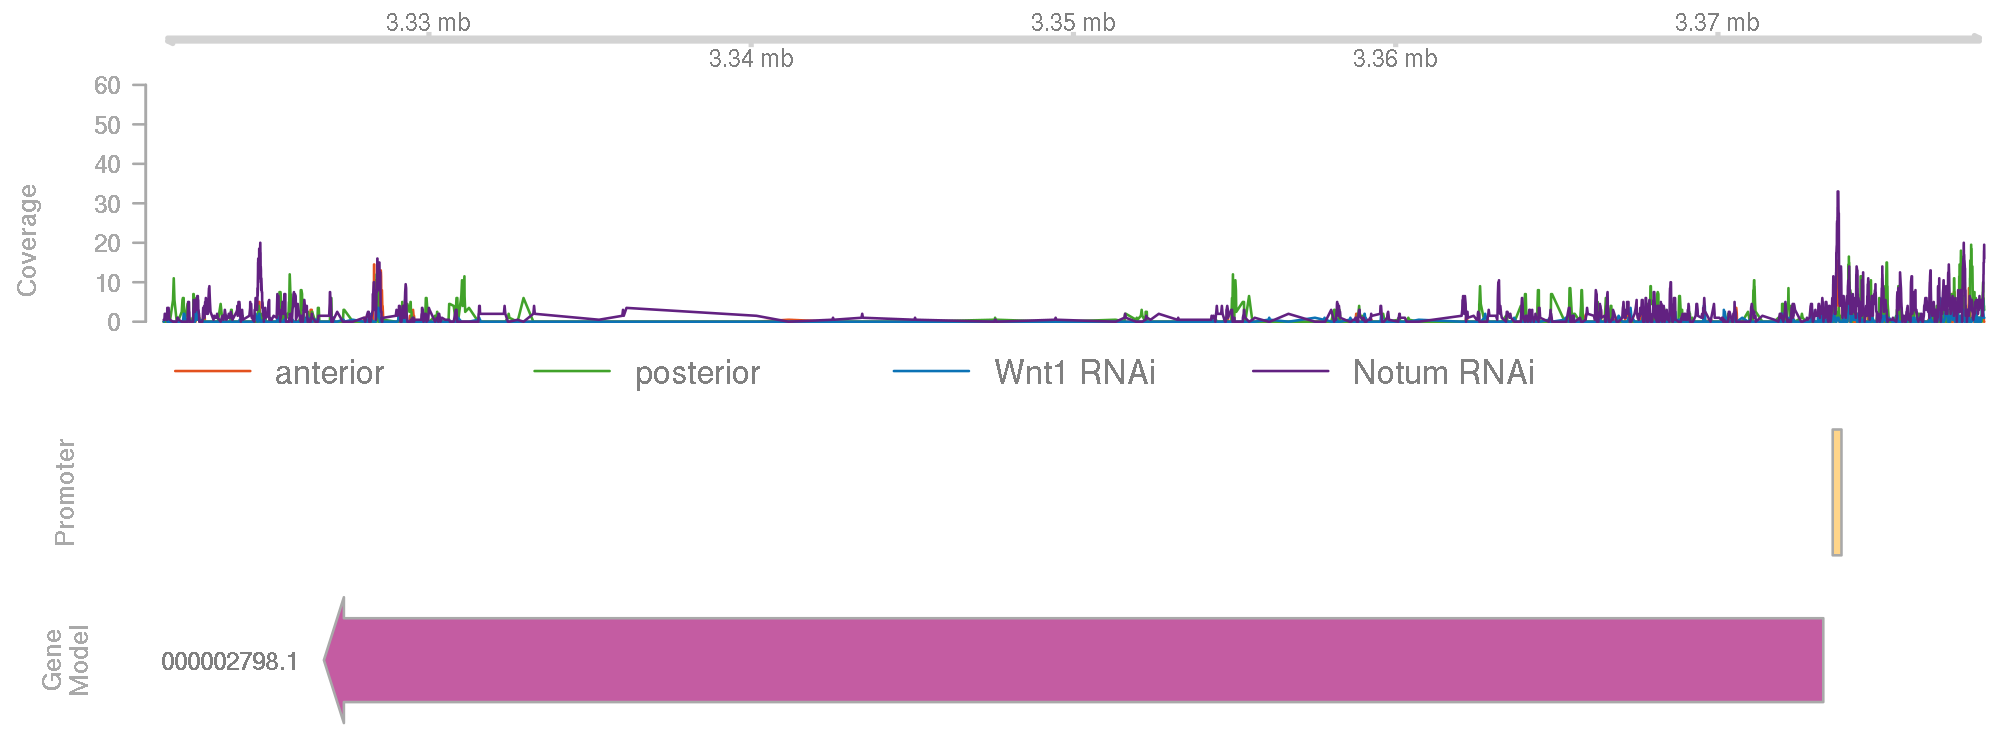 3.33 mb 3.35 mb 3.37 mb
3.34 mb 3.36 mb
Coverage
60
50
40
30
20
10
0
anterior posterior Wnt1 RNAi Notum RNAi
Promoter
Gene
Model
000002798.1